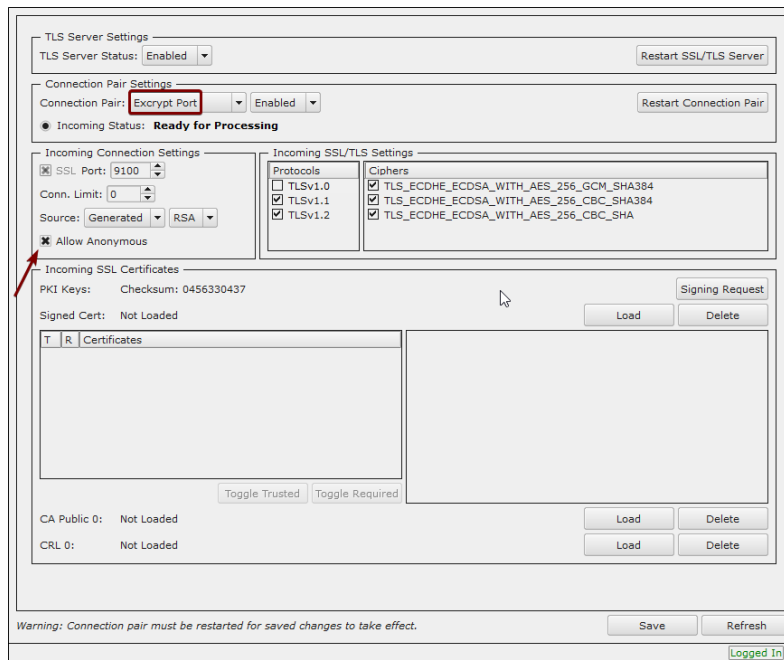 TLS Server Settings
TLS Server Status: Enabled Restart SSL/TLS Server
Connection Pair Settings
Connection Pair: Excrypt Port Enabled Restart Connection Pair
Incoming Status: Ready for Processing
Incoming Connection Settings
SSL Port: 9100
Conn. Limit: 0
Source: Generated RSA
Allow Anonymous
Incoming SSL/TLS Settings
Protocols Ciphers
TLSv1.0 TLS_ECDHE_ECDSA_WITH_AES_256_GCM_SHA384
TLSv1.1 TLS_ECDHE_ECDSA_WITH_AES_256_CBC_SHA384
TLSv1.2 TLS_ECDHE_ECDSA_WITH_AES_256_CBC_SHA
Incoming SSL Certificates
PKI Keys: Checksum: 0456330437 Signing Request
Signed Cert: Not Loaded Load Delete
T R Certificates
Toggle Trusted Toggle Required
CA Public 0: Not Loaded Load Delete
CRL 0: Not Loaded Load Delete
Warning: Connection pair must be restarted for saved changes to take effect. Save Refresh
Logged In